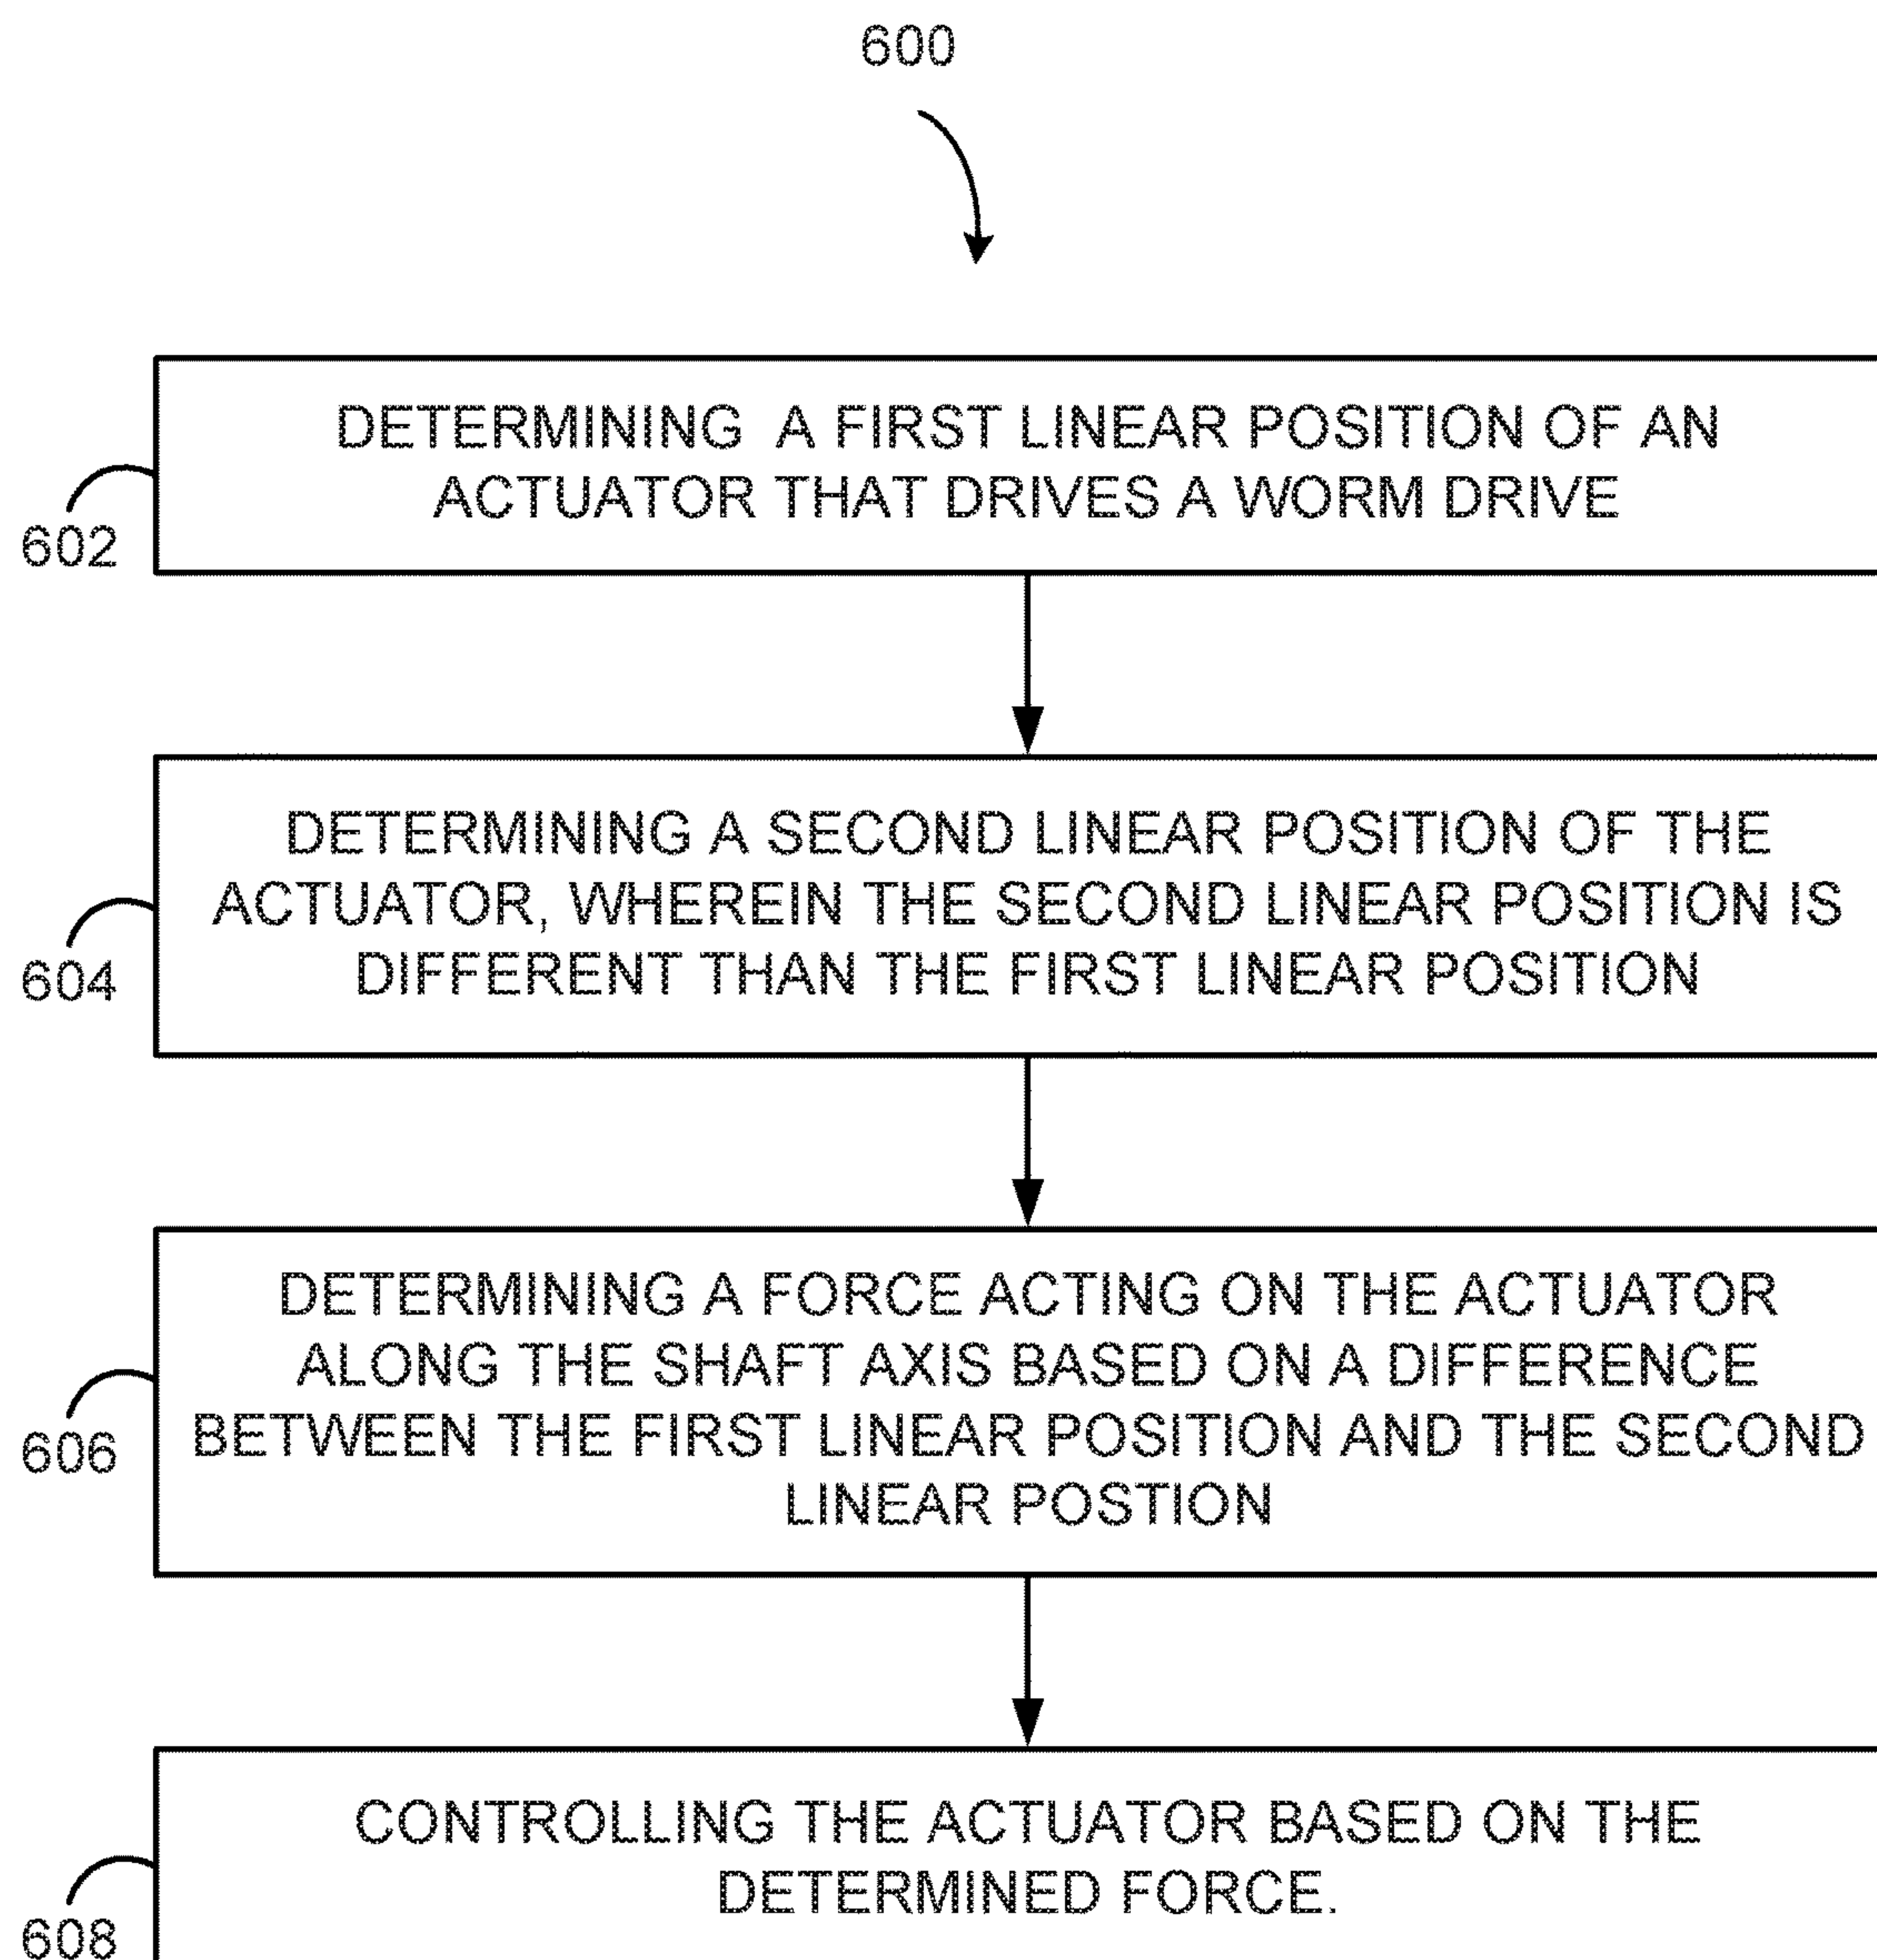 600
DETERMINING A FIRST LINEAR POSITION OF AN
ACTUATOR THAT DRIVES A WORM DRIVE
602
DETERMINING A SECOND LINEAR POSITION OF THE
ACTUATOR, WHEREIN THE SECOND LINEAR POSITION IS
DIFFERENT THAN THE FIRST LINEAR POSITION
604
DETERMINING A FORCE ACTING ON THE ACTUATOR
ALONG THE SHAFT AXIS BASED ON A DIFFERENCE
BETWEEN THE FIRST LINEAR POSITION AND THE SECOND
LINEAR POSTION
606
CONTROLLING THE ACTUATOR BASED ON THE
DETERMINED FORCE.
608